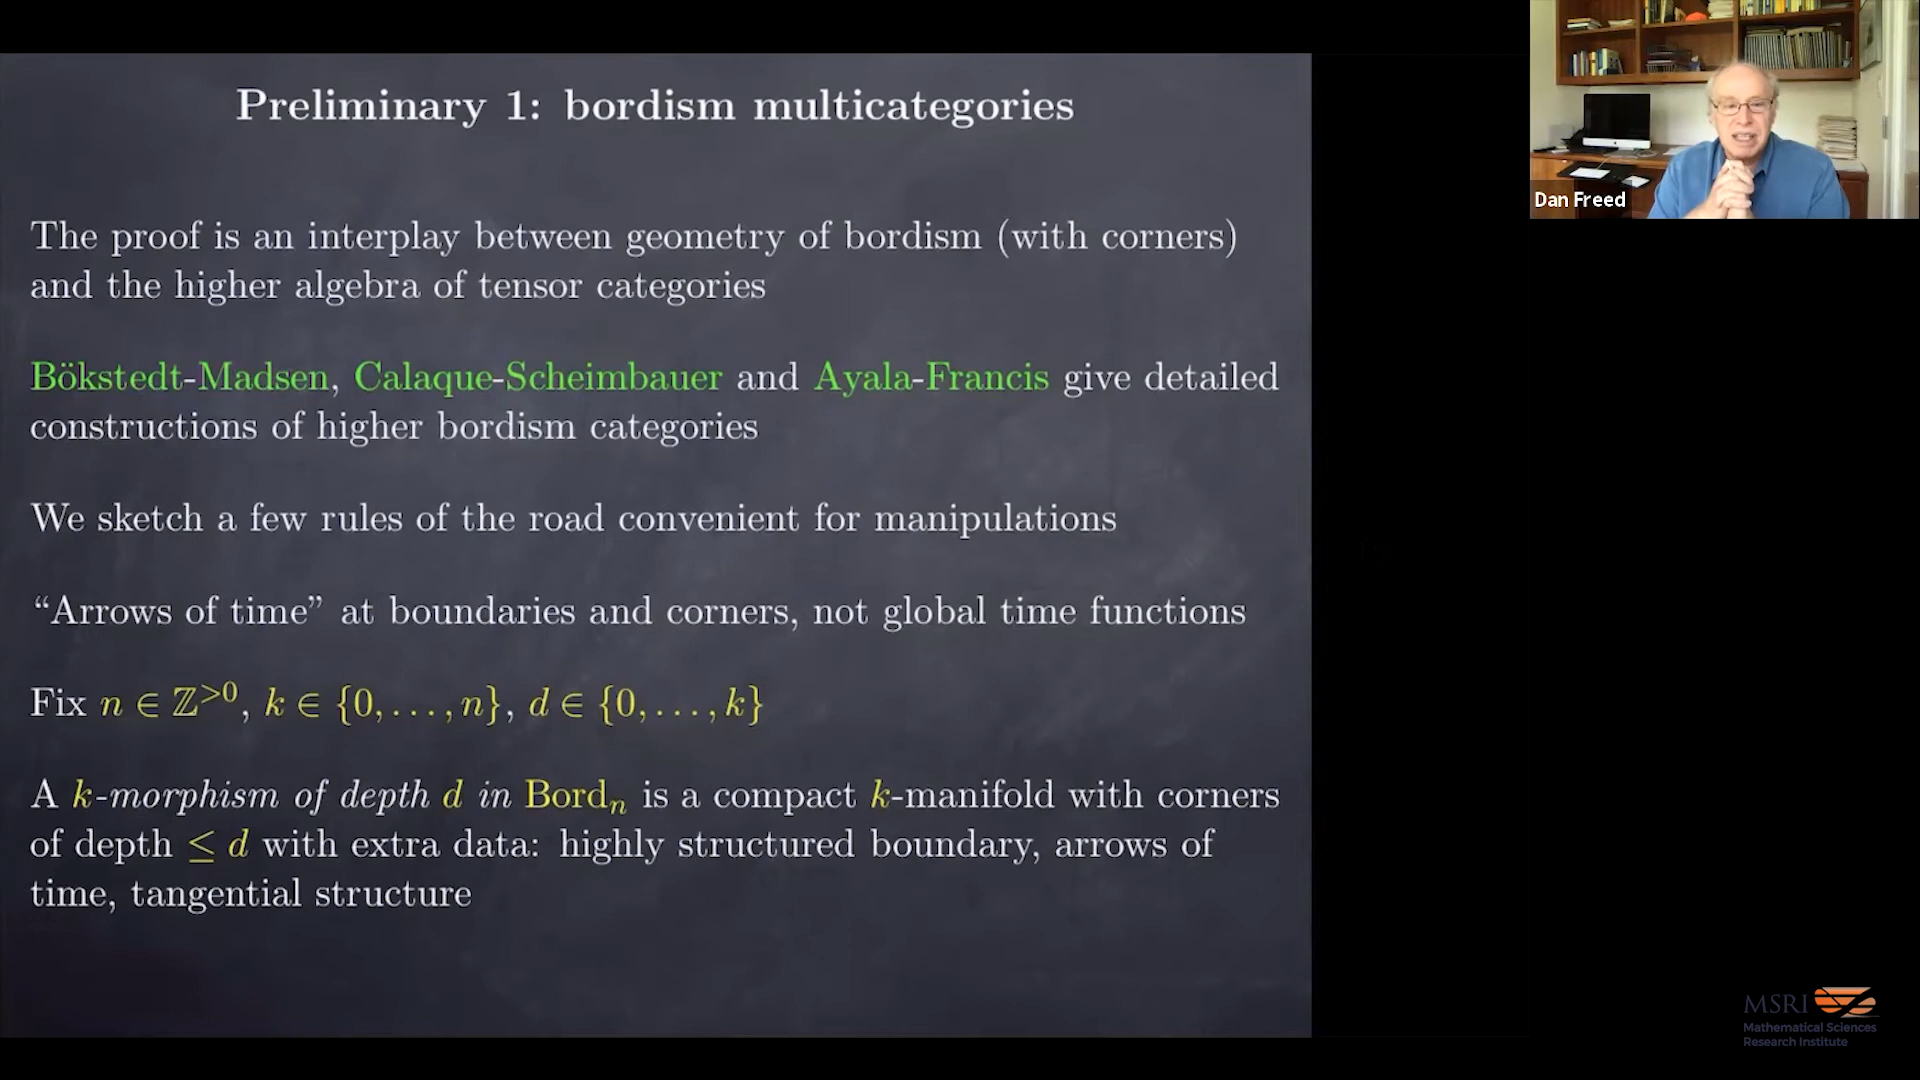 Preliminary 1: bordism multicategories
The proof is an interplay between geometry of bordism (with corners)
and the higher algebra of tensor categories
Bökstedt-Madsen, Calaque-Scheimbauer and Ayala-Francis give detailed
constructions of higher bordism categories
We sketch a few rules of the road convenient for manipulations
“Arrows of time” at boundaries and corners, not global time functions
Fix n ∈ ℤ^{>0}, k ∈ {0, . . . , n}, d ∈ {0, . . . , k}
A k-morphism of depth d in Bord_n is a compact k-manifold with corners
of depth ≤ d with extra data: highly structured boundary, arrows of
time, tangential structure
Dan Freed
MSRI
Mathematical Sciences
Research Institute